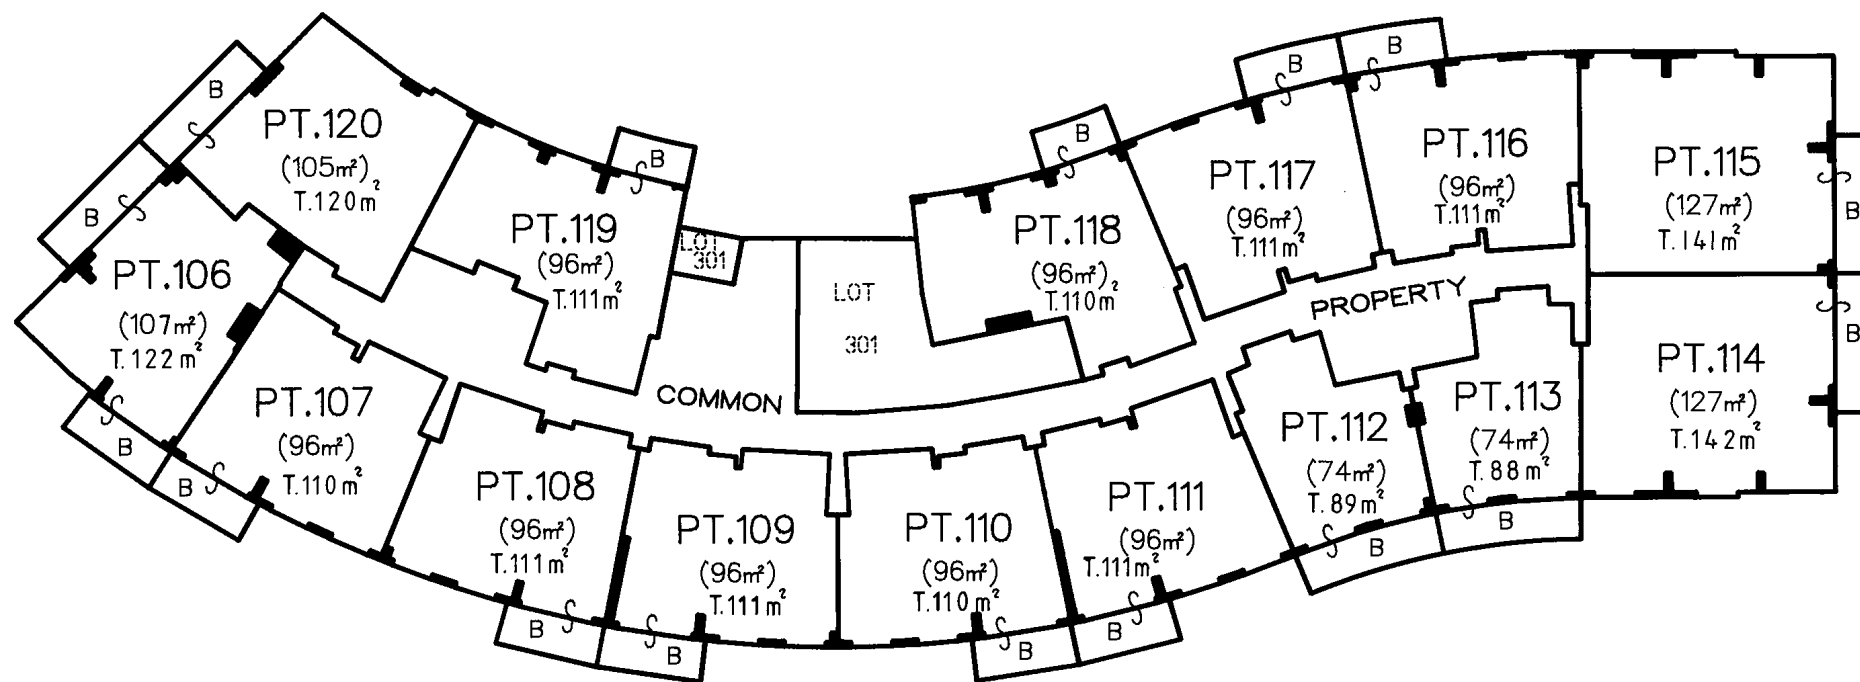 B
PT.120
(105m²)
T.120m²
B
PT.106
(107m²)
T.122m²
B
PT.119
(96m²)
T.111m²
B
LOT
301
LOT
301
PT.118
(96m²)
T.110m²
B
PT.117
(96m²)
T.111m²
B
PT.116
(96m²)
T.111m²
B
PT.115
(127m²)
T.141m²
B
PT.114
(127m²)
T.142m²
B
COMMON
PROPERTY
B
PT.107
(96m²)
T.110m²
B
PT.108
(96m²)
T.111m²
B
PT.109
(96m²)
T.111m²
B
PT.110
(96m²)
T.110m²
B
PT.111
(96m²)
T.111m²
B
PT.112
(74m²)
T.89m²
B
PT.113
(74m²)
T.88m²
B